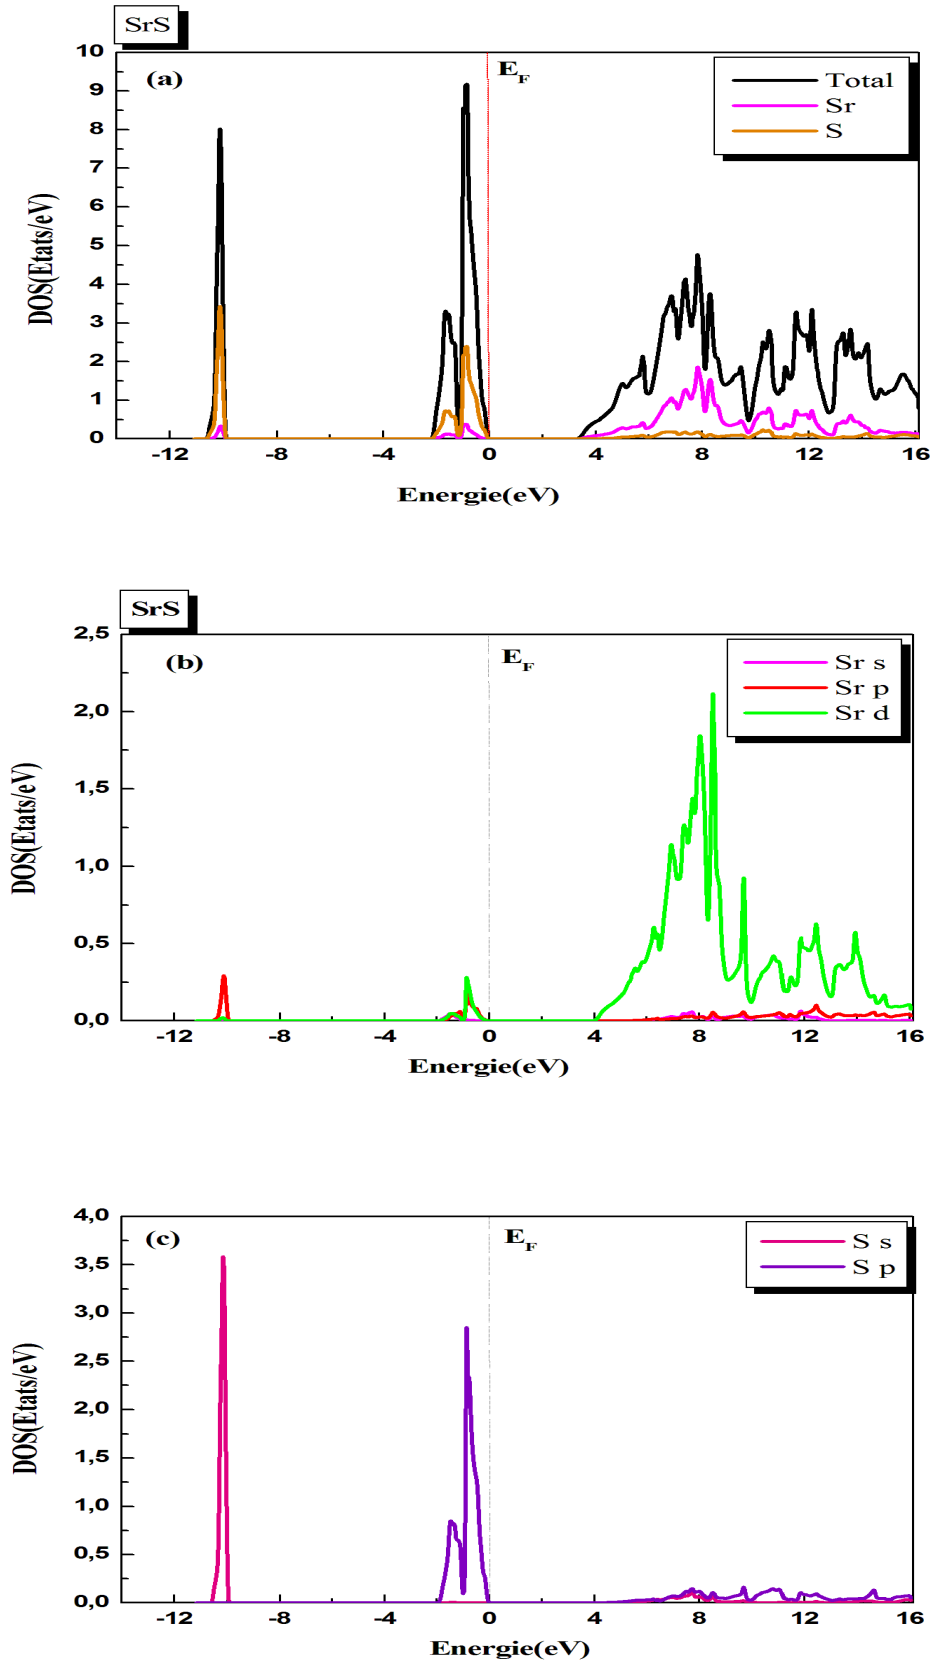 SrS
(a)
E_F
Total
Sr
S
10
9
8
7
6
5
4
3
2
1
0
-12
-8
-4
0
4
8
12
16
DOS(Etats/eV)
Energie(eV)
SrS
(b)
E_F
Sr s
Sr p
Sr d
2,5
2,0
1,5
1,0
0,5
0,0
-12
-8
-4
0
4
8
12
16
DOS(Etats/eV)
Energie(eV)
(c)
E_F
S s
S p
4,0
3,5
3,0
2,5
2,0
1,5
1,0
0,5
0,0
-12
-8
-4
0
4
8
12
16
DOS(Etats/eV)
Energie(eV)